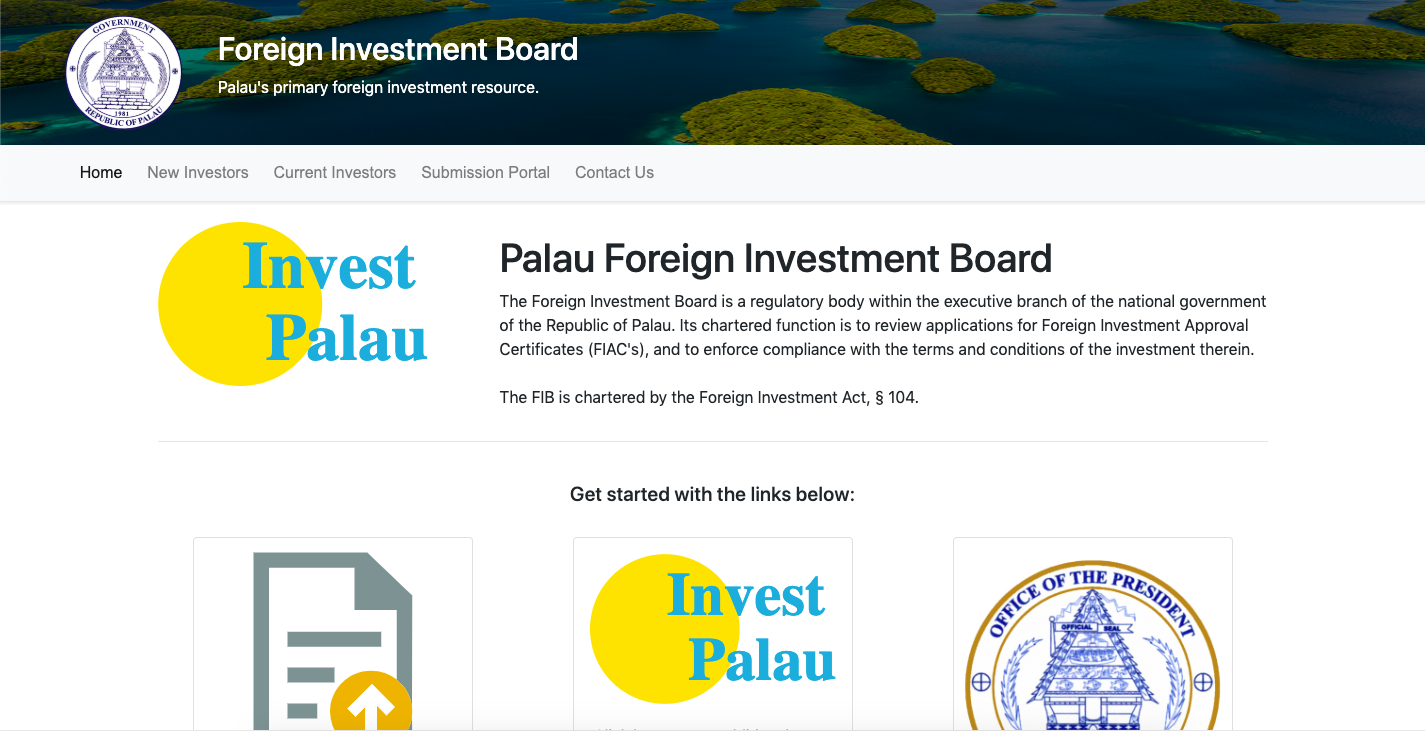 GOVERNMENT
REPUBLIC OF PALAU
1981
Foreign Investment Board
Palau's primary foreign investment resource.
Home New Investors Current Investors Submission Portal Contact Us
Invest
Palau
Palau Foreign Investment Board
The Foreign Investment Board is a regulatory body within the executive branch of the national government
of the Republic of Palau. Its chartered function is to review applications for Foreign Investment Approval
Certificates (FIAC's), and to enforce compliance with the terms and conditions of the investment therein.
The FIB is chartered by the Foreign Investment Act, § 104.
Get started with the links below:
Invest
Palau
OFFICE OF THE PRESIDENT
OFFICIAL SEAL